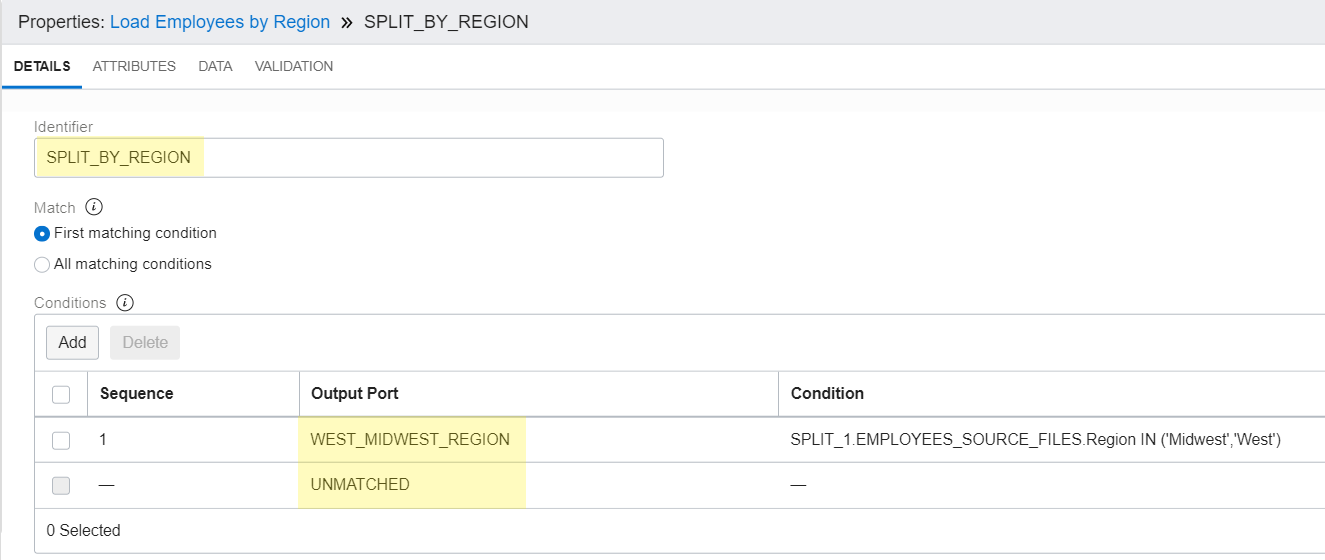 Properties: Load Employees by Region » SPLIT_BY_REGION
DETAILS ATTRIBUTES DATA VALIDATION
Identifier
SPLIT_BY_REGION
Match i
First matching condition
All matching conditions
Conditions i
Add Delete
Sequence Output Port Condition
1 WEST_MIDWEST_REGION SPLIT_1.EMPLOYEES_SOURCE_FILES.Region IN ('Midwest','West')
— UNMATCHED —
0 Selected